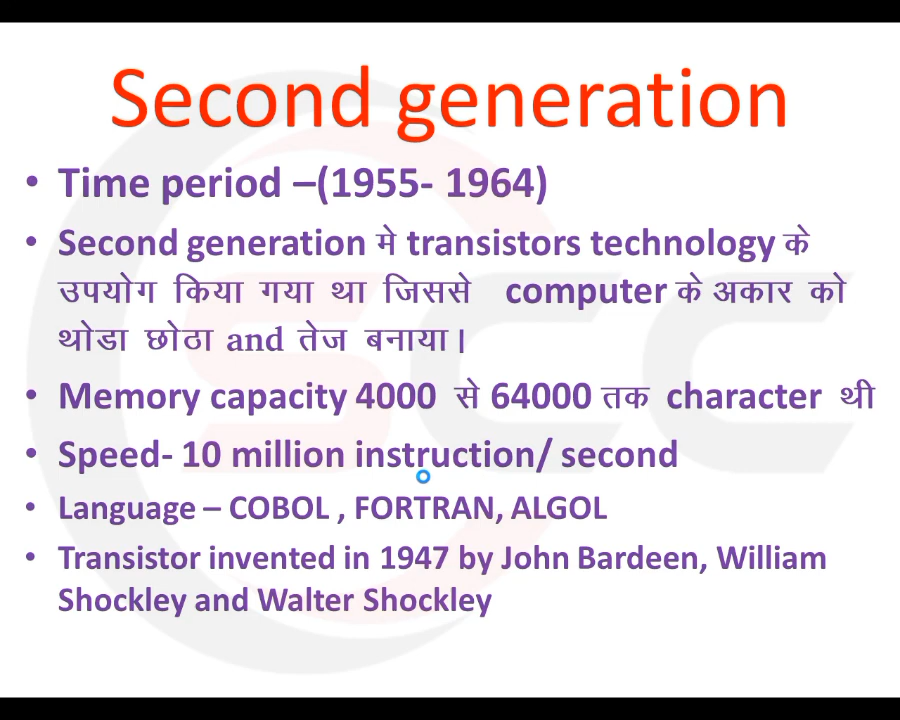 Second generation
• Time period –(1955- 1964)
• Second generation मे transistors technology के
उपयोग किया गया था जिससे computer के अकार को
थोडा छोठा and तेज बनाया।
• Memory capacity 4000 से 64000 तक character थी
• Speed- 10 million instruction/ second
• Language – COBOL , FORTRAN, ALGOL
• Transistor invented in 1947 by John Bardeen, William
Shockley and Walter Shockley
SCC